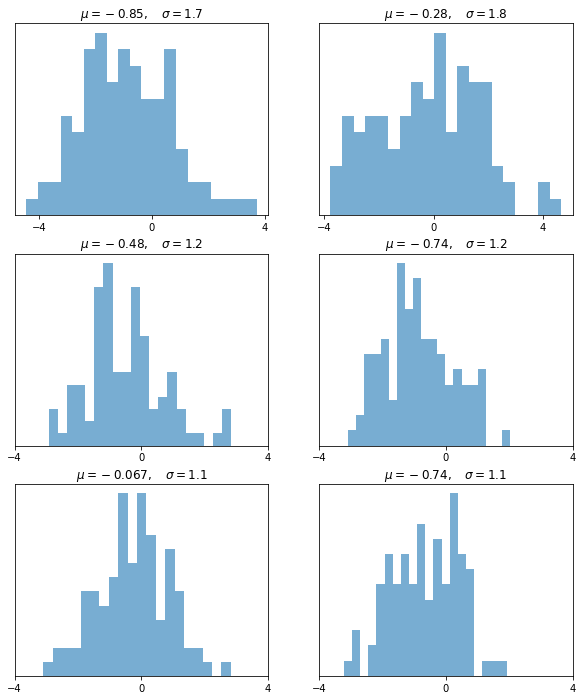 μ = −0.85, σ = 1.7
μ = −0.28, σ = 1.8
−4 0 4
−4 0 4
μ = −0.48, σ = 1.2
μ = −0.74, σ = 1.2
−4 0 4
−4 0 4
μ = −0.067, σ = 1.1
μ = −0.74, σ = 1.1
−4 0 4
−4 0 4